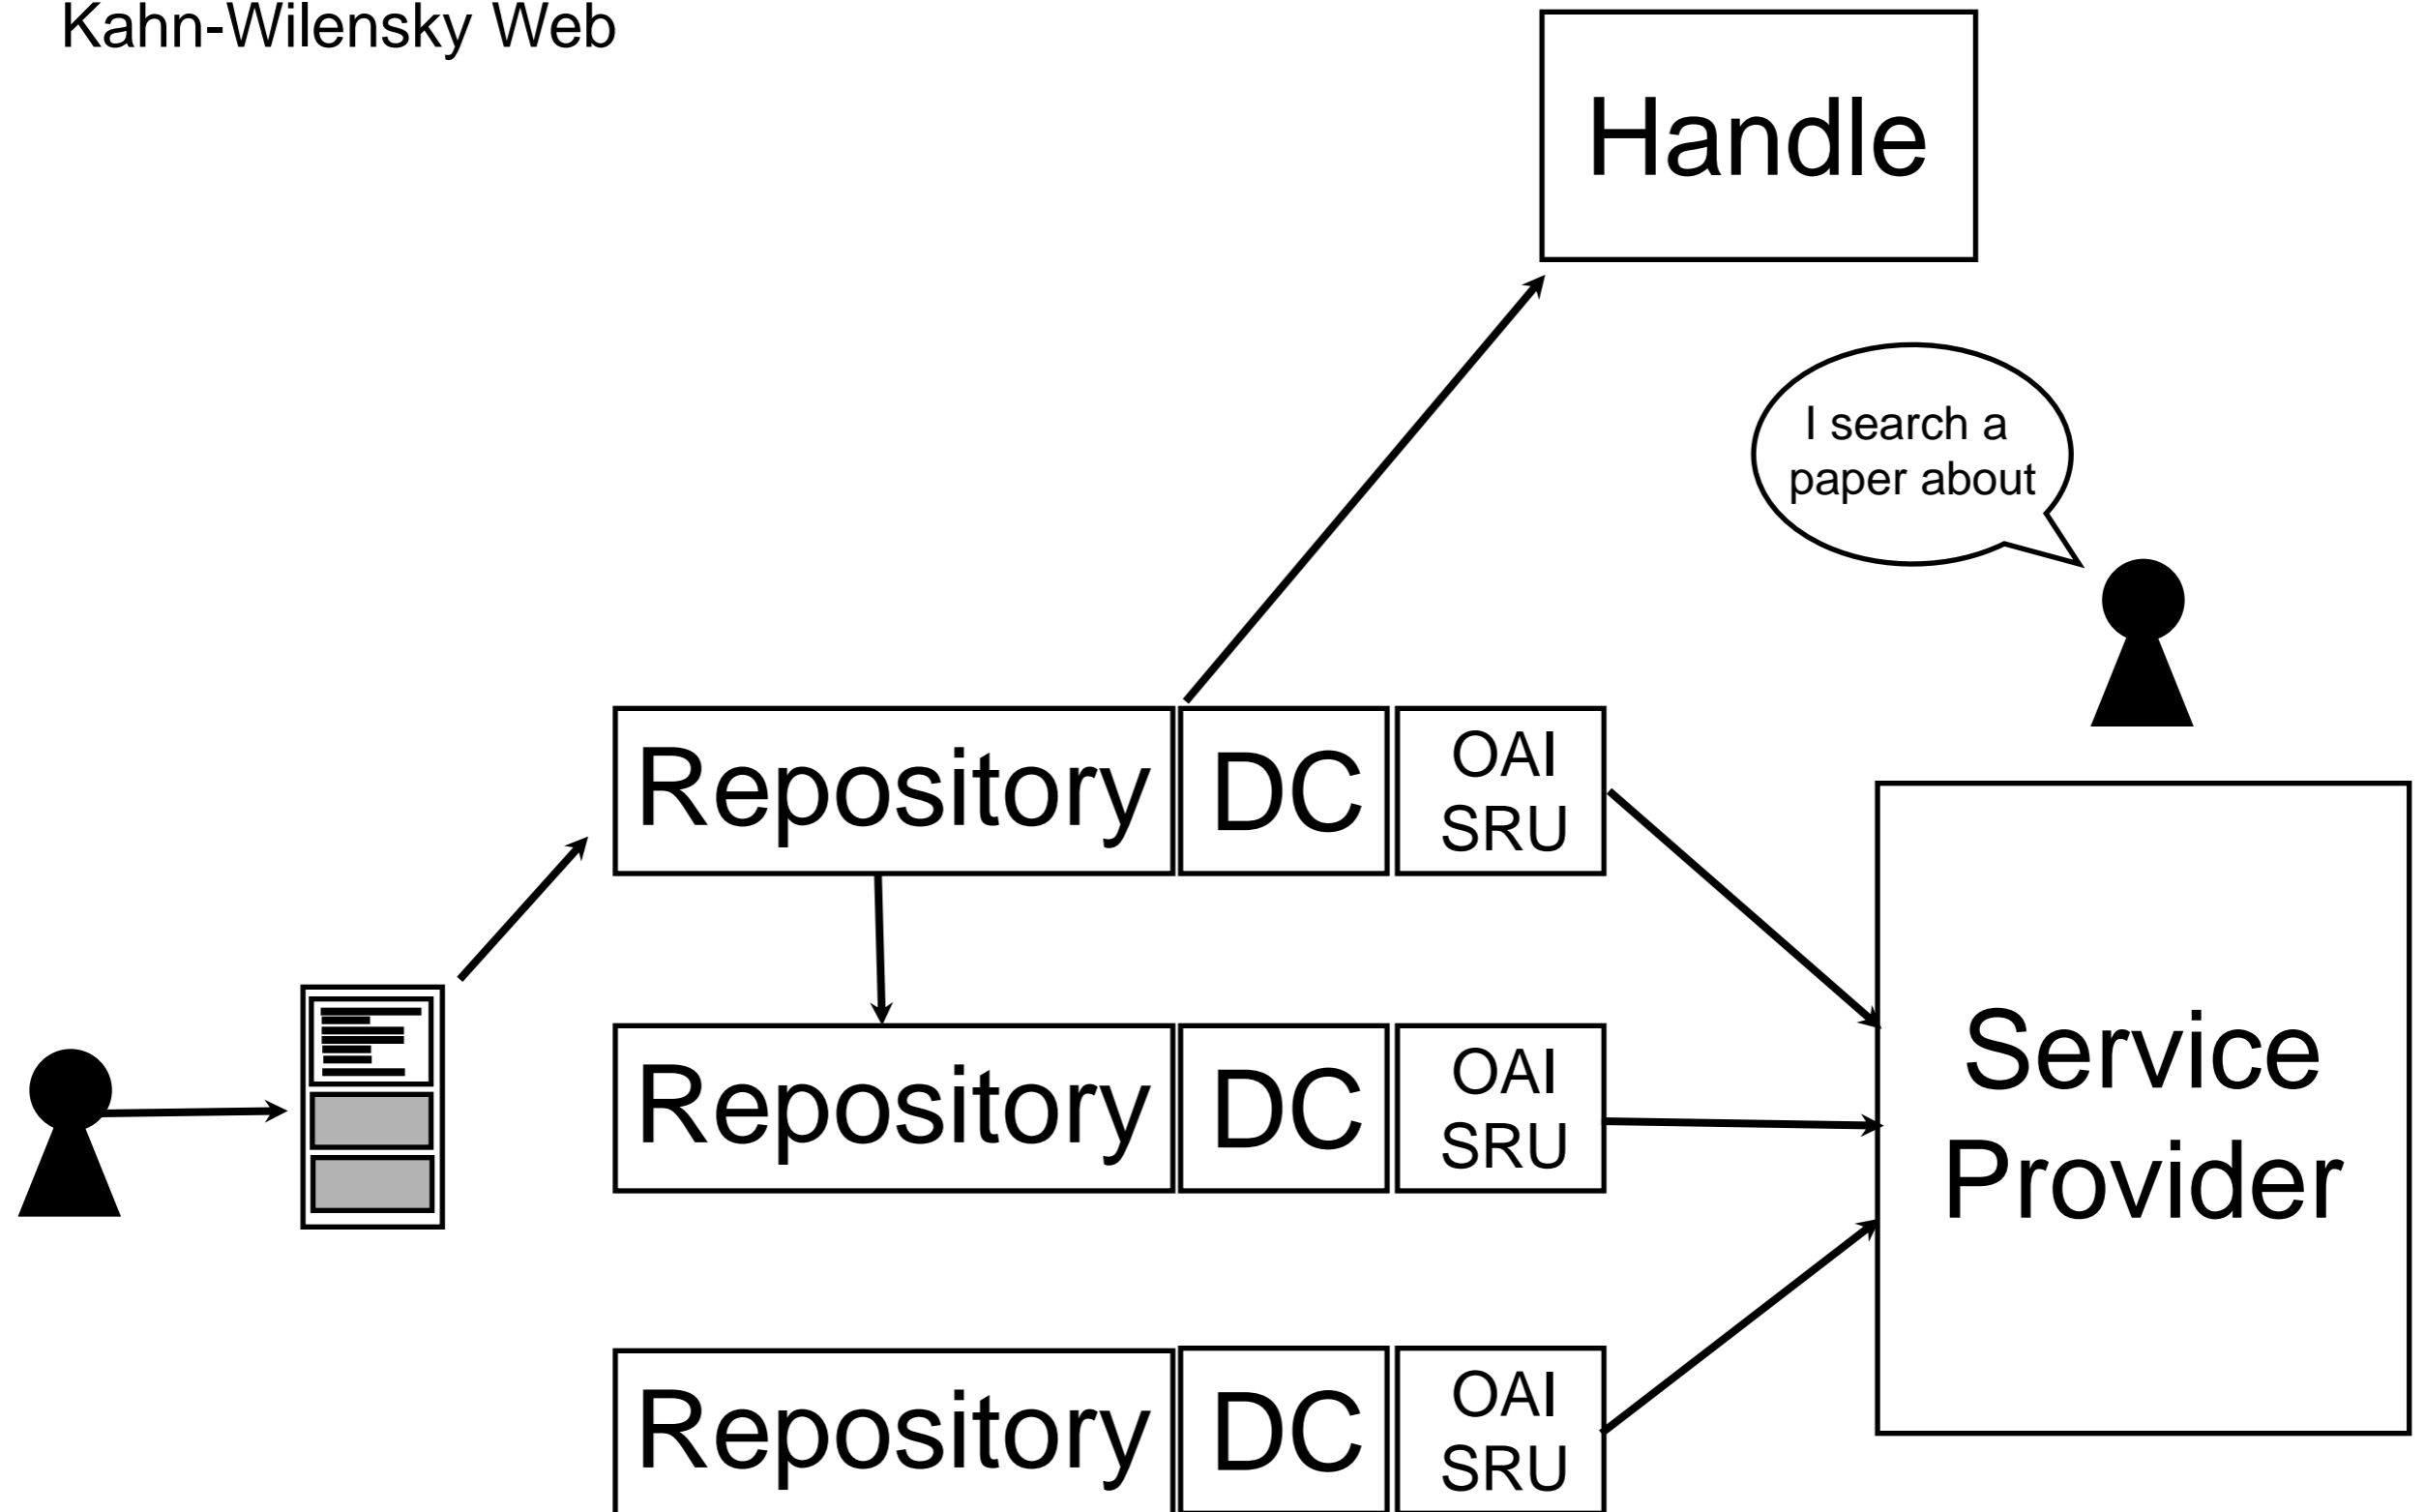 Kahn-Wilensky Web
Handle
I search a
paper about
Repository
DC
OAI
SRU
Repository
DC
OAI
SRU
Service
Provider
Repository
DC
OAI
SRU